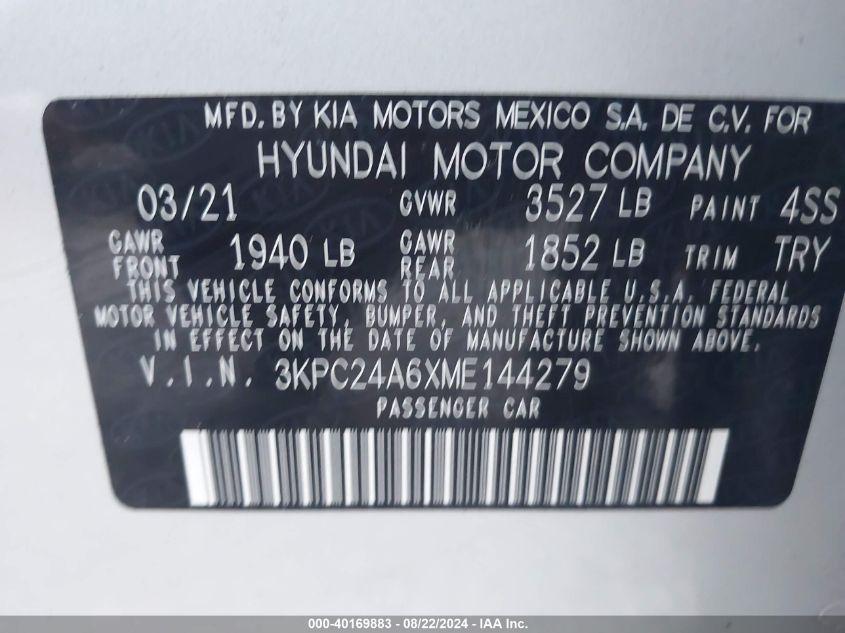 MFD. BY KIA MOTORS MEXICO S.A. DE C.V. FOR
HYUNDAI MOTOR COMPANY
03/21 GVWR 3527 LB PAINT 4SS
GAWR FRONT 1940 LB GAWR REAR 1852 LB TRIM TRY
THIS VEHICLE CONFORMS TO ALL APPLICABLE U.S.A. FEDERAL
MOTOR VEHICLE SAFETY, BUMPER, AND THEFT PREVENTION STANDARDS
IN EFFECT ON THE DATE OF MANUFACTURE SHOWN ABOVE.
V.I.N. 3KPC24A6XME144279
PASSENGER CAR
000-40169883 - 08/22/2024 - IAA Inc.